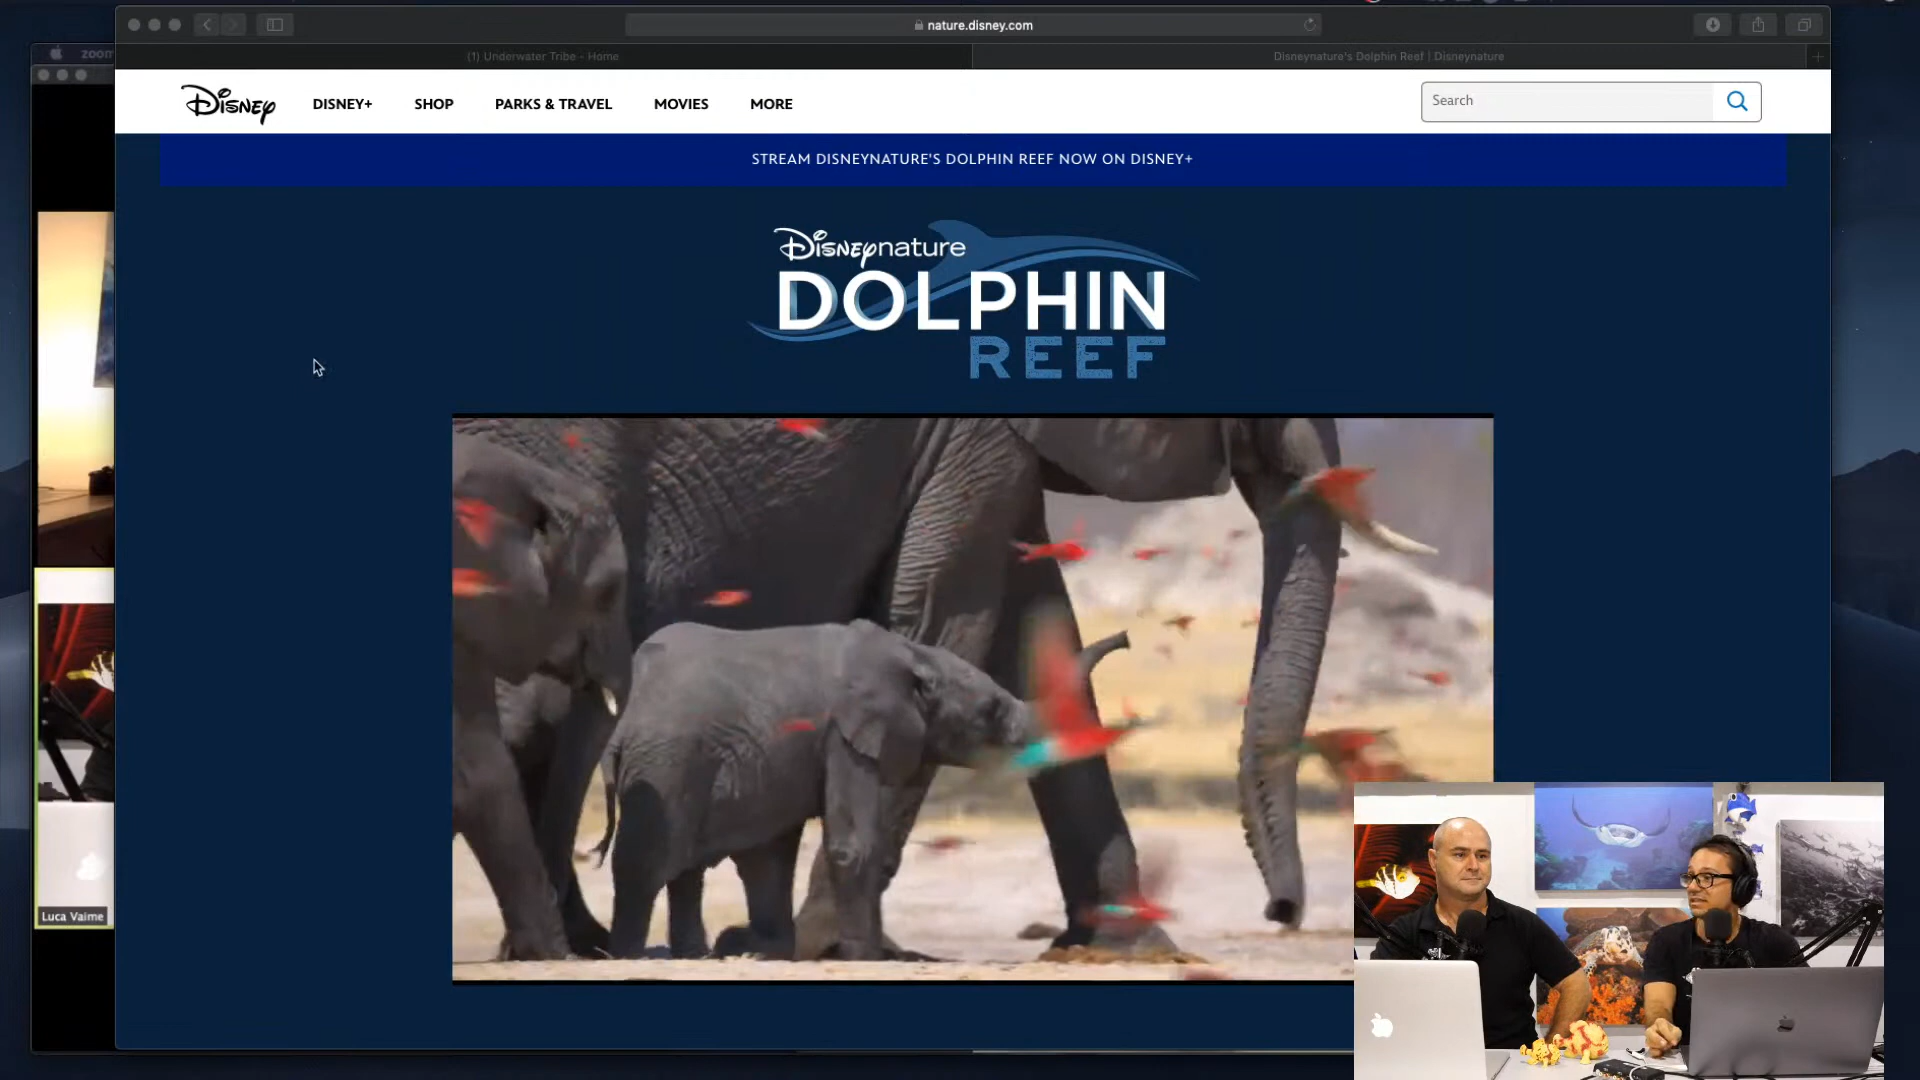 zoom
nature.disney.com
(1) Underwater Tribe - Home
Disneynature's Dolphin Reef | Disneynature
Disney
DISNEY+
SHOP
PARKS & TRAVEL
MOVIES
MORE
Search
STREAM DISNEYNATURE'S DOLPHIN REEF NOW ON DISNEY+
Disneynature
DOLPHIN
REEF
Luca Vaime